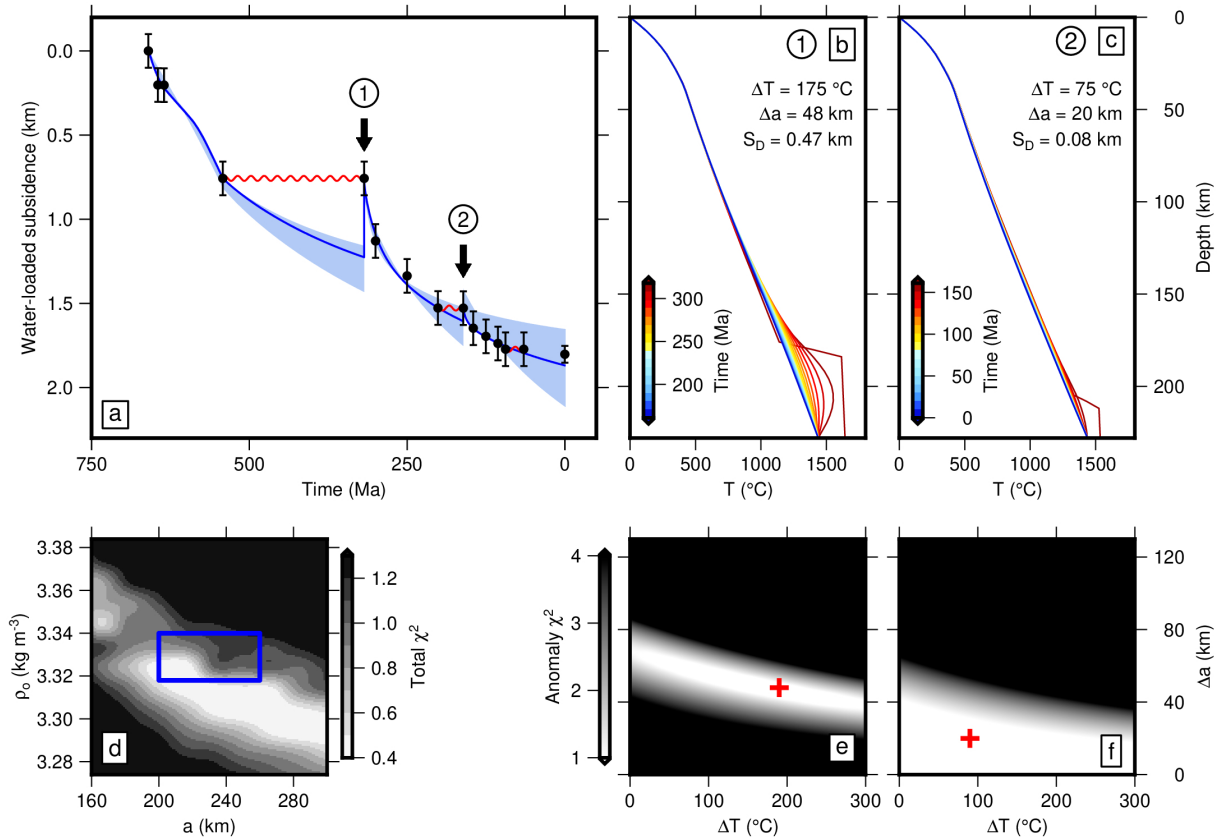 0.0
0.5
1.0
1.5
2.0
Water-loaded subsidence (km)
750
500
250
0
Time (Ma)
a
1
2
1
b
ΔT = 175 °C
Δa = 48 km
S_D = 0.47 km
300
250
200
Time (Ma)
0
500
1000
1500
T (°C)
2
c
ΔT = 75 °C
Δa = 20 km
S_D = 0.08 km
150
100
50
0
Time (Ma)
0
500
1000
1500
T (°C)
0
50
100
150
200
Depth (km)
3.38
3.36
3.34
3.32
3.30
3.28
ρ₀ (kg m⁻³)
160
200
240
280
a (km)
d
1.2
1.0
0.8
0.6
0.4
Total χ²
4
3
2
1
Anomaly χ²
0
100
200
300
ΔT (°C)
e
0
100
200
300
ΔT (°C)
f
120
80
40
0
Δa (km)